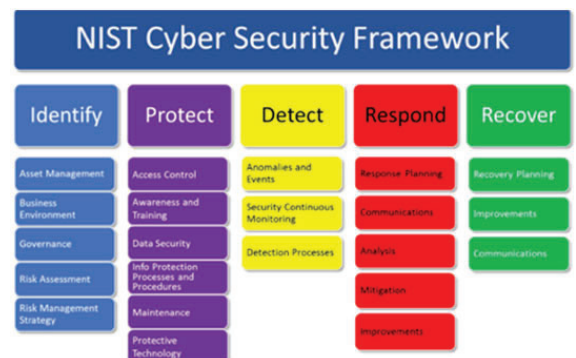 NIST Cyber Security Framework
Identify
Asset Management
Business
Environment
Governance
Risk Assessment
Risk Management
Strategy
Protect
Access Control
Awareness and
Training
Data Security
Info Protection
Processes and
Procedures
Maintenance
Protective
Technology
Detect
Anomalies and
Events
Security Continuous
Monitoring
Detection Processes
Respond
Response Planning
Communications
Analysis
Mitigation
Improvements
Recover
Recovery Planning
Improvements
Communications